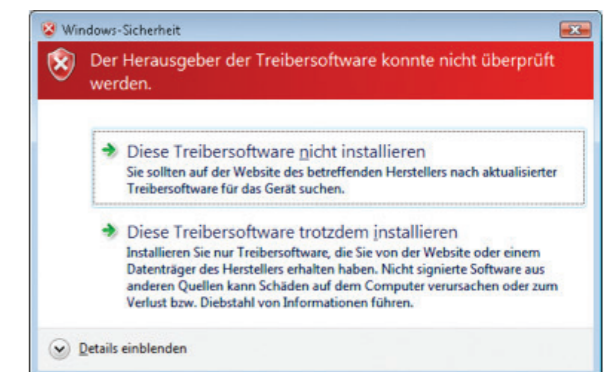 Windows-Sicherheit
Der Herausgeber der Treibersoftware konnte nicht überprüft
werden.
Diese Treibersoftware nicht installieren
Sie sollten auf der Website des betreffenden Herstellers nach aktualisierter
Treibersoftware für das Gerät suchen.
Diese Treibersoftware trotzdem installieren
Installieren Sie nur Treibersoftware, die Sie von der Website oder einem
Datenträger des Herstellers erhalten haben. Nicht signierte Software aus
anderen Quellen kann Schäden auf dem Computer verursachen oder zum
Verlust bzw. Diebstahl von Informationen führen.
Details einblenden